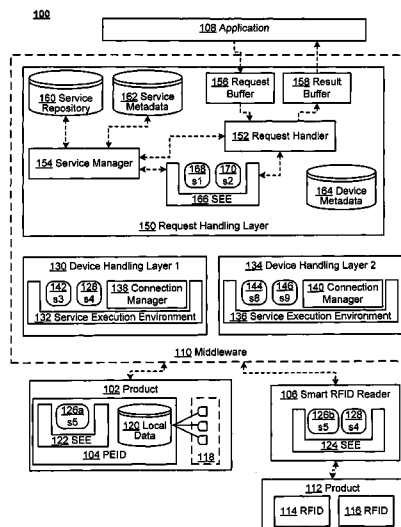 100
108 Application
160 Service Repository
162 Service Metadata
156 Request Buffer
158 Result Buffer
152 Request Handler
154 Service Manager
168 s1
170 s2
166 SEE
164 Device Metadata
150 Request Handling Layer
130 Device Handling Layer 1
142 s3
128 s4
138 Connection Manager
132 Service Execution Environment
134 Device Handling Layer 2
144 s8
146 s9
140 Connection Manager
136 Service Execution Environment
110 Middleware
102 Product
126a s5
122 SEE
120 Local Data
104 PEID
118
106 Smart RFID Reader
126b s5
128 s4
124 SEE
112 Product
114 RFID
116 RFID